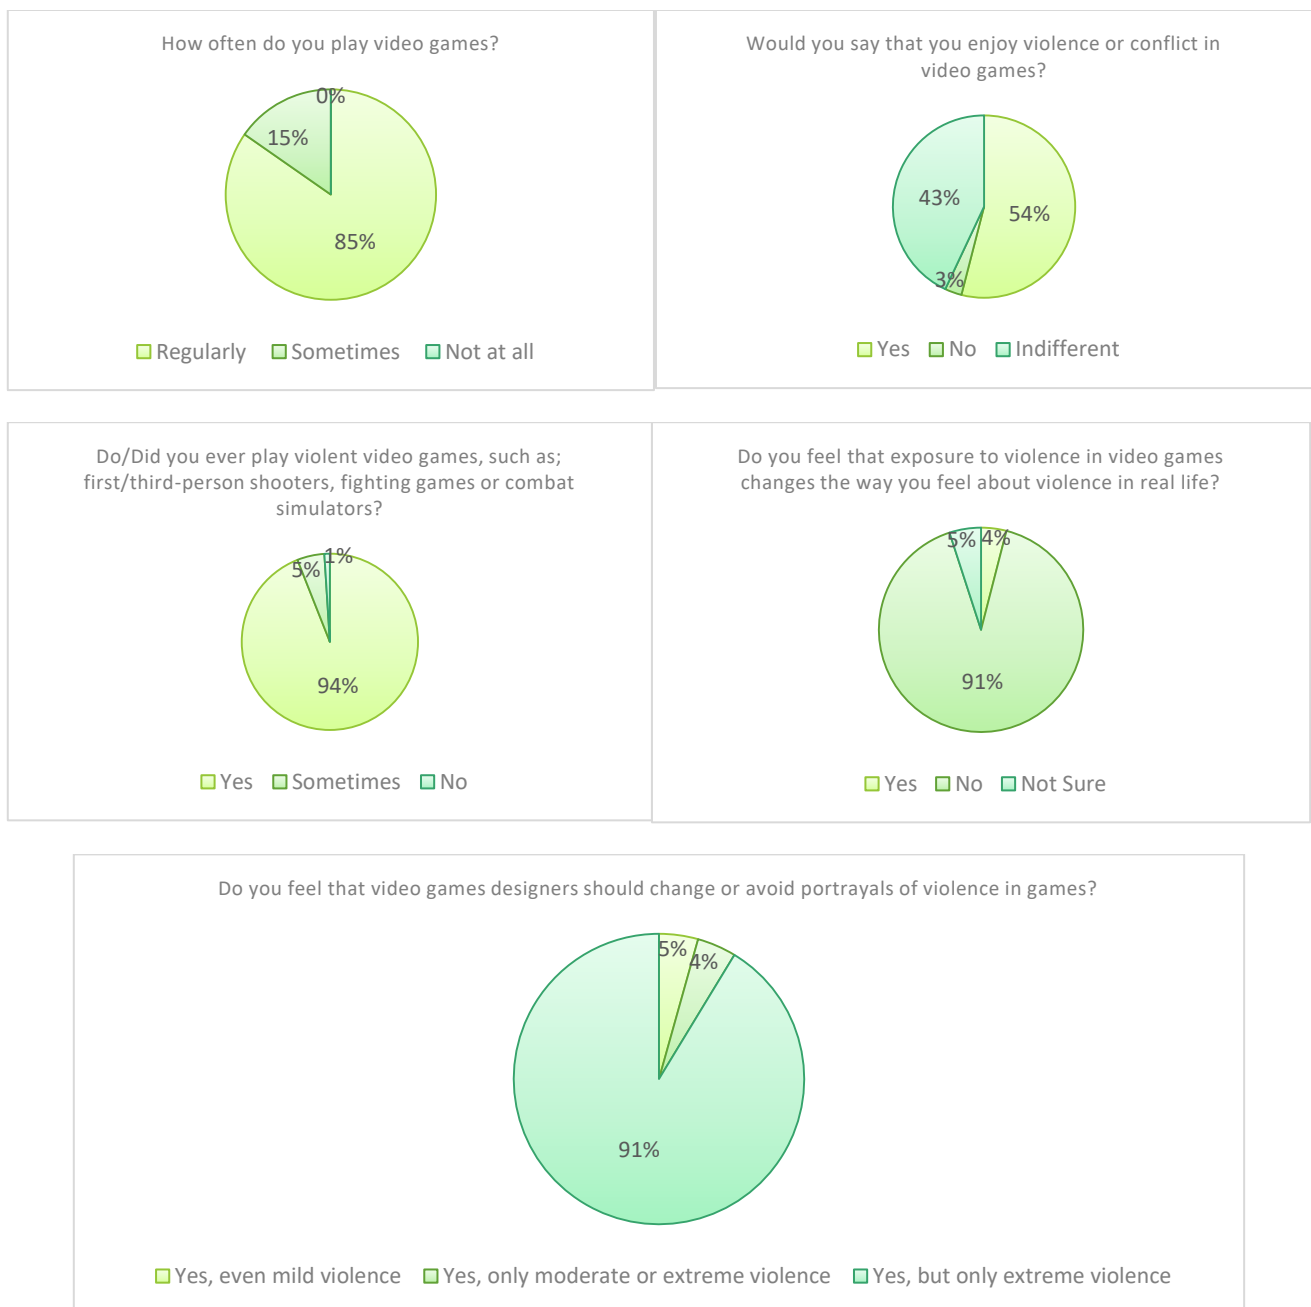 How often do you play video games?
0%
15%
85%
Regularly Sometimes Not at all
Would you say that you enjoy violence or conflict in
video games?
43%
54%
3%
Yes No Indifferent
Do/Did you ever play violent video games, such as;
first/third-person shooters, fighting games or combat
simulators?
1%
5%
94%
Yes Sometimes No
Do you feel that exposure to violence in video games
changes the way you feel about violence in real life?
5% 4%
91%
Yes No Not Sure
Do you feel that video games designers should change or avoid portrayals of violence in games?
5%
4%
91%
Yes, even mild violence Yes, only moderate or extreme violence Yes, but only extreme violence